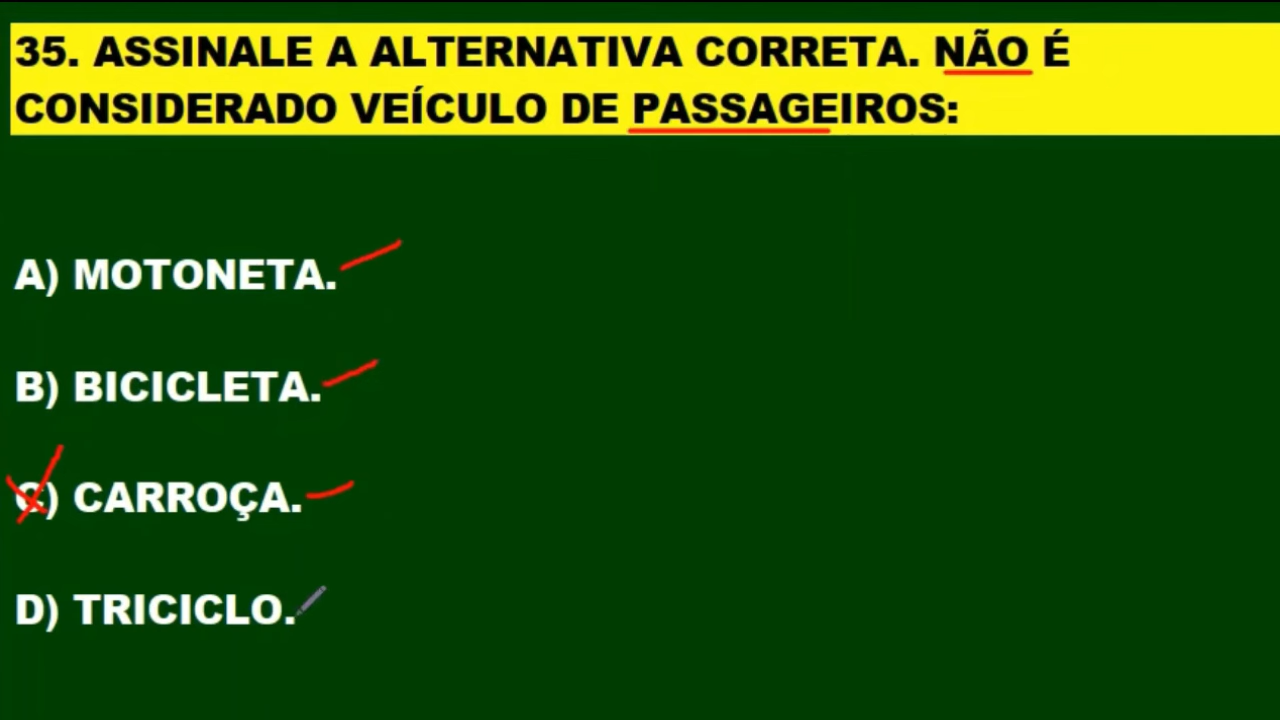 35. ASSINALE A ALTERNATIVA CORRETA. NÃO É
CONSIDERADO VEÍCULO DE PASSAGEIROS:
A) MOTONETA.
B) BICICLETA.
C) CARROÇA.
D) TRICICLO.